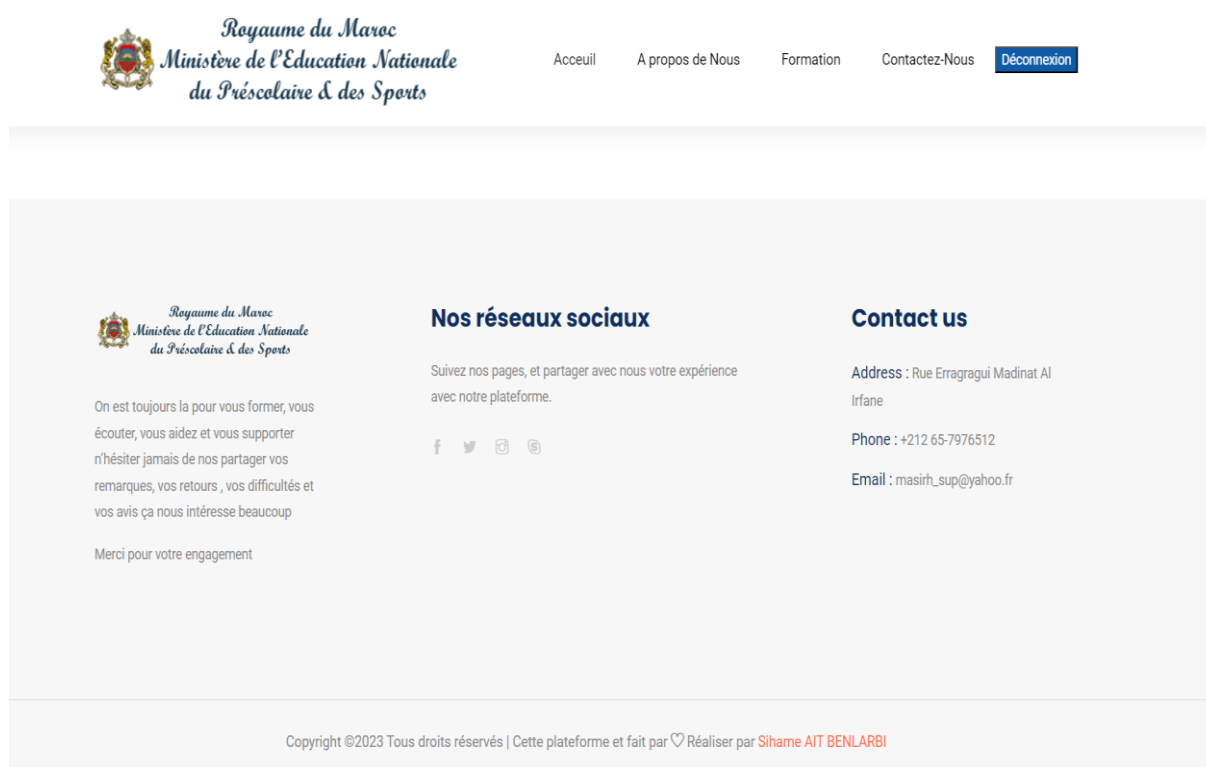 Royaume du Maroc
Ministère de l'Education Nationale
du Préscolaire & des Sports
Acceuil A propos de Nous Formation Contactez-Nous Déconnexion
Royaume du Maroc
Ministère de l'Education Nationale
du Préscolaire & des Sports
On est toujours la pour vous former, vous
écouter, vous aidez et vous supporter
n'hésiter jamais de nos partager vos
remarques, vos retours , vos difficultés et
vos avis ça nous intéresse beaucoup
Merci pour votre engagement
Nos réseaux sociaux
Suivez nos pages, et partager avec nous votre expérience
avec notre plateforme.
Contact us
Address : Rue Erragragui Madinat Al
Irfane
Phone : +212 65-7976512
Email : masirh_sup@yahoo.fr
Copyright ©2023 Tous droits réservés | Cette plateforme et fait par ♡ Réaliser par Sihame AIT BENLARBI